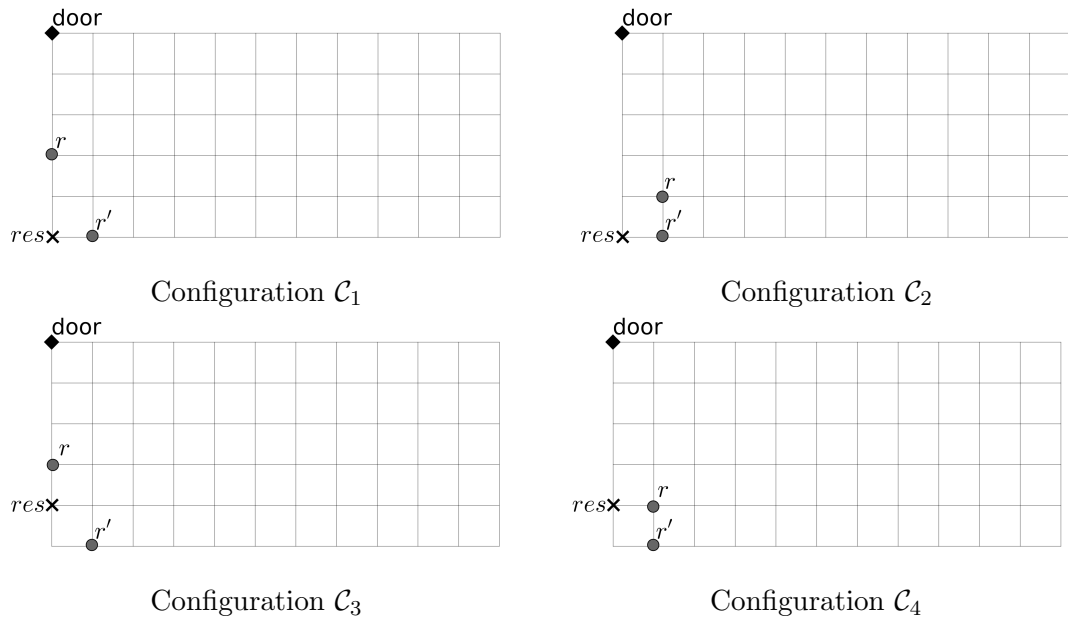 door door
r
r
r′ r′
res res
Configuration C₁ Configuration C₂
door door
r
r
res res
r′ r′
Configuration C₃ Configuration C₄